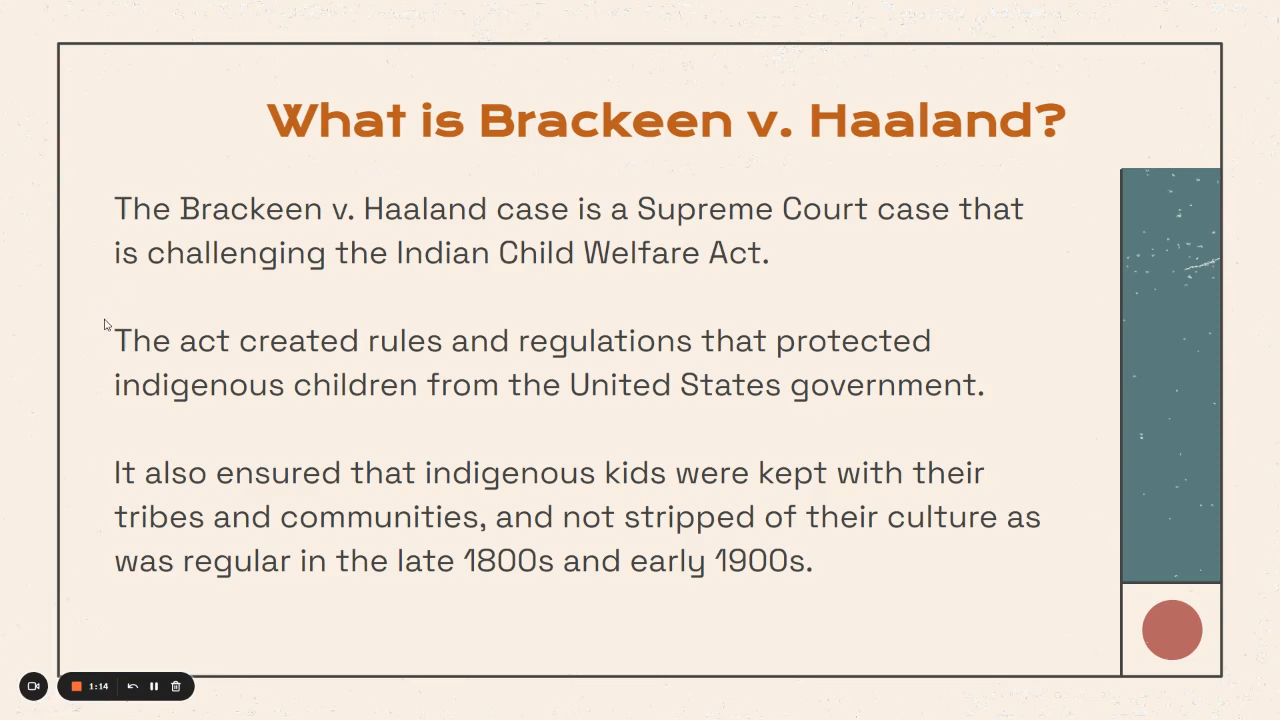 What is Brackeen v. Haaland?
The Brackeen v. Haaland case is a Supreme Court case that
is challenging the Indian Child Welfare Act.
The act created rules and regulations that protected
indigenous children from the United States government.
It also ensured that indigenous kids were kept with their
tribes and communities, and not stripped of their culture as
was regular in the late 1800s and early 1900s.
1:14